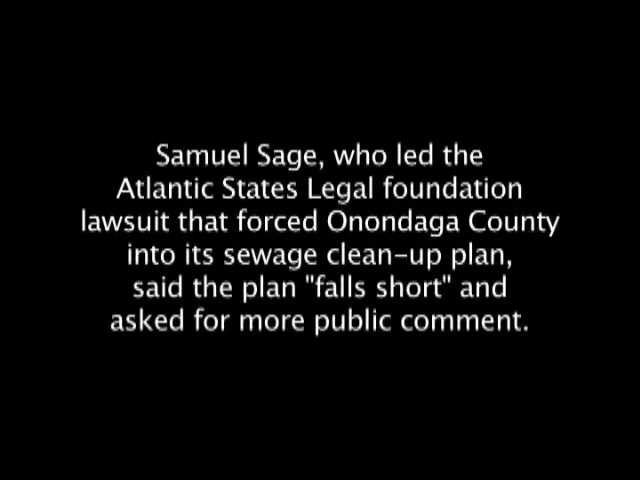 Samuel Sage, who led the
Atlantic States Legal foundation
lawsuit that forced Onondaga County
into its sewage clean-up plan,
said the plan "falls short" and
asked for more public comment.